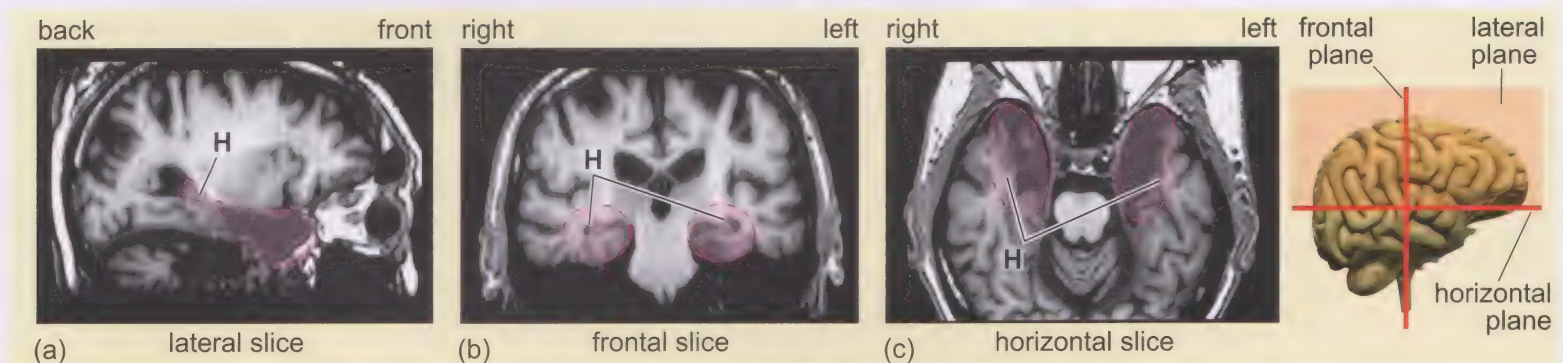 back front
H
(a) lateral slice
right left
H
(b) frontal slice
right left
H
(c) horizontal slice
frontal
plane
lateral
plane
horizontal
plane